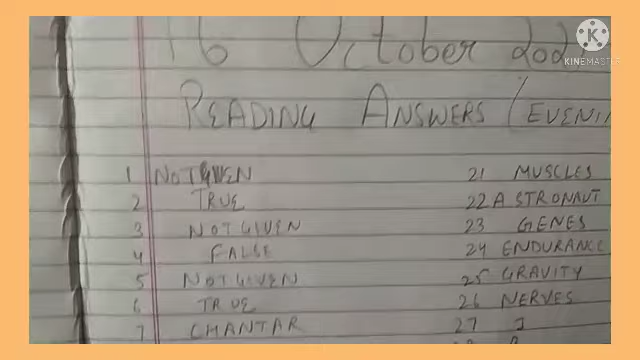 16 October 202
KINEMASTER
READING ANSWERS (EVENI
1 NOT GIVEN 21 MUSCLES
2 TRUE 22 ASTRONAUT
3 NOT GIVEN 23 GENES
4 FALSE 24 ENDURANCE
5 NOT GIVEN 25 GRAVITY
6 TRUE 26 NERVES
7 CHANTAR 27 I